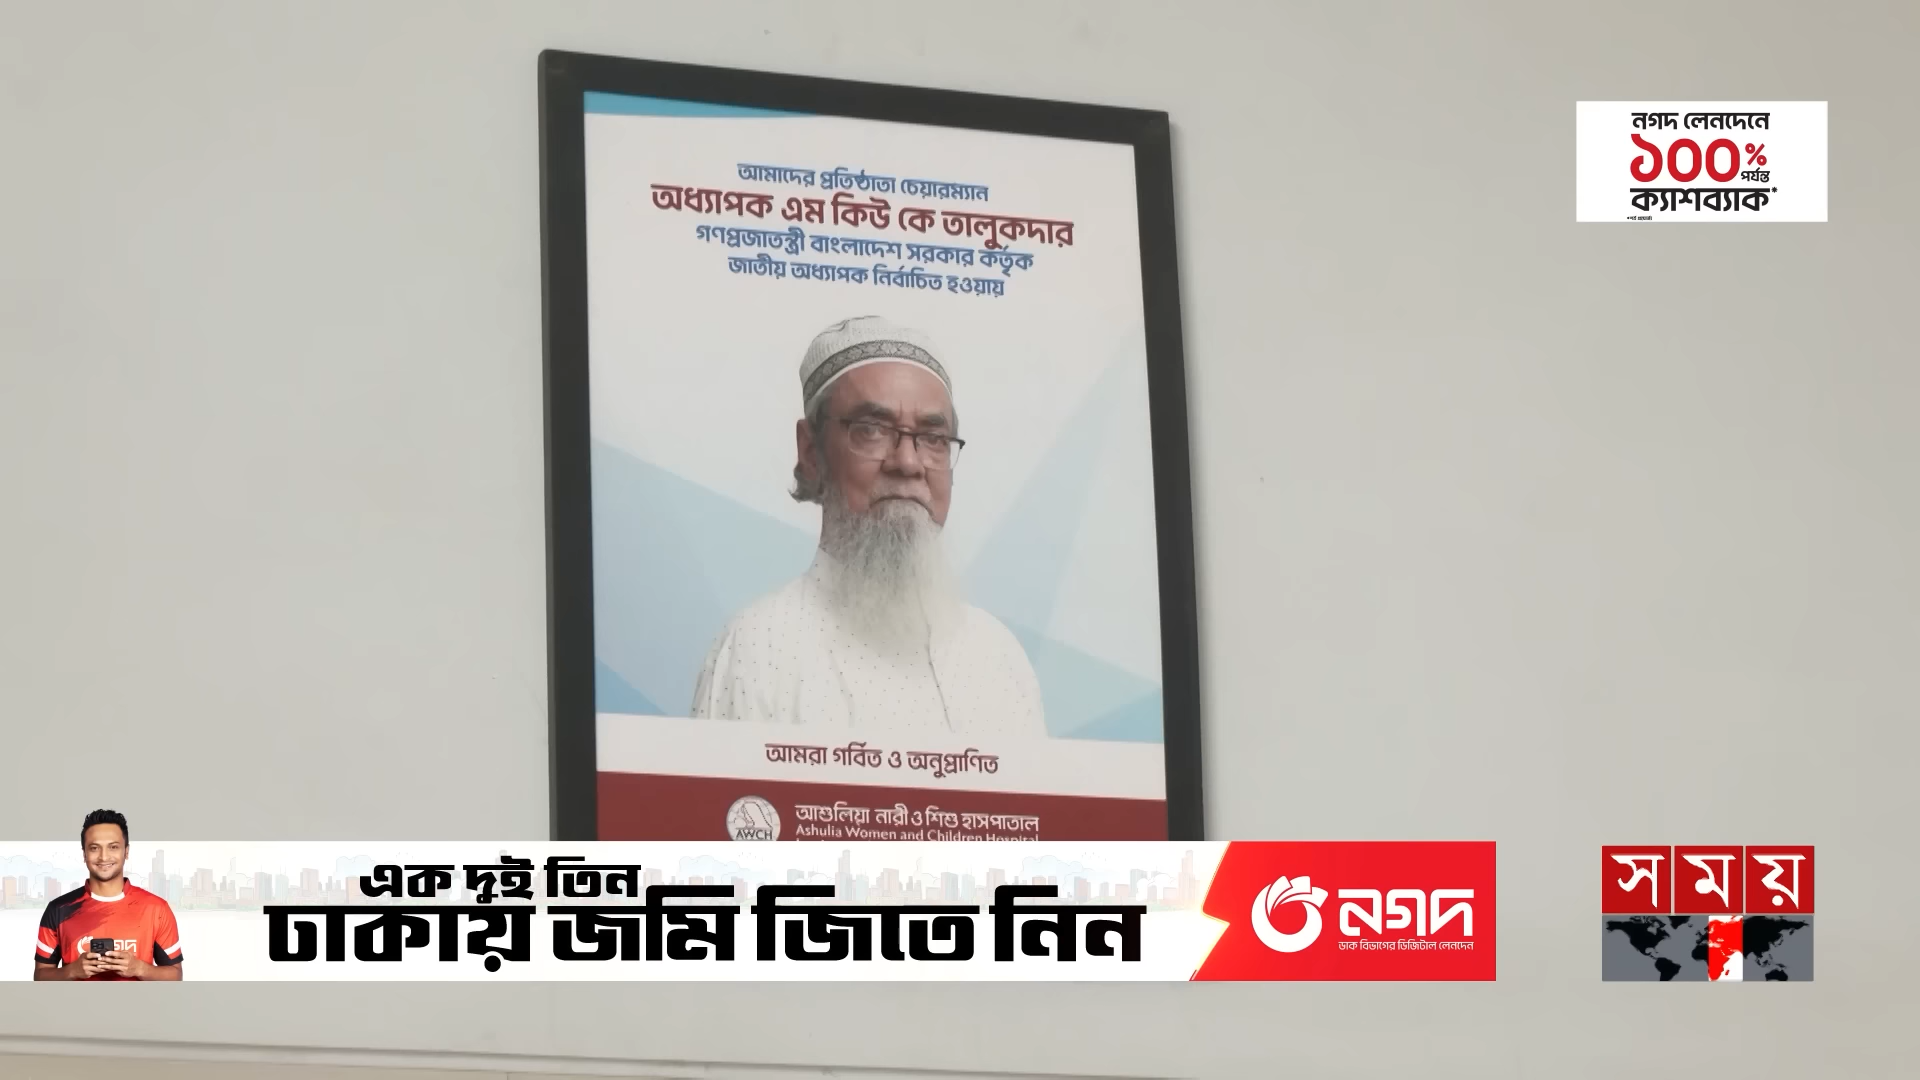 আমাদের প্রতিষ্ঠাতা চেয়ারম্যান
অধ্যাপক এম কিউ কে তালুকদার
গণপ্রজাতন্ত্রী বাংলাদেশ সরকার কর্তৃক
জাতীয় অধ্যাপক নির্বাচিত হওয়ায়
আমরা গর্বিত ও অনুপ্রাণিত
AWCH
আশুলিয়া নারী ও শিশু হাসপাতাল
Ashulia Women and Children Hospital
নগদ লেনদেনে
১০০%
পর্যন্ত
ক্যাশব্যাক*
এক দুই তিন
ঢাকায় জমি জিতে নিন
নগদ
নগদ
ডাক বিভাগের ডিজিটাল লেনদেন
সময়